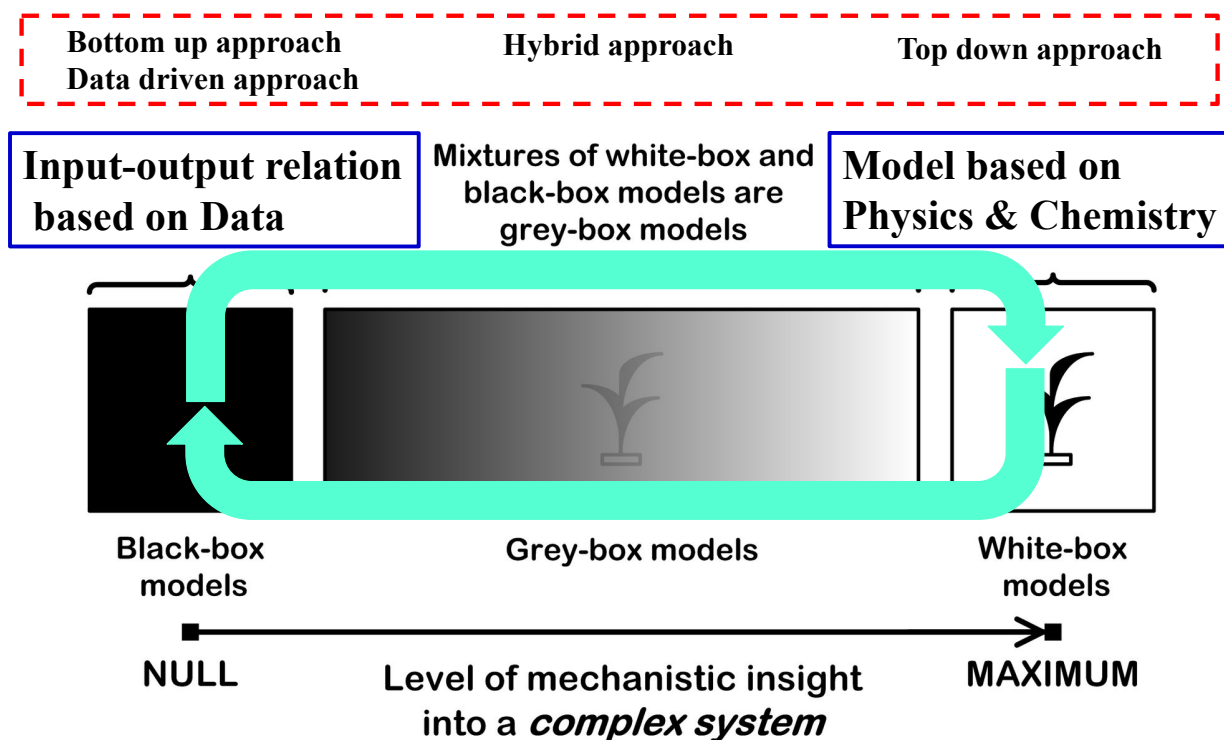 Bottom up approach
Data driven approach
Hybrid approach
Top down approach
Input-output relation
based on Data
Mixtures of white-box and
black-box models are
grey-box models
Model based on
Physics & Chemistry
Black-box
models
Grey-box models
White-box
models
NULL
Level of mechanistic insight
into a complex system
MAXIMUM